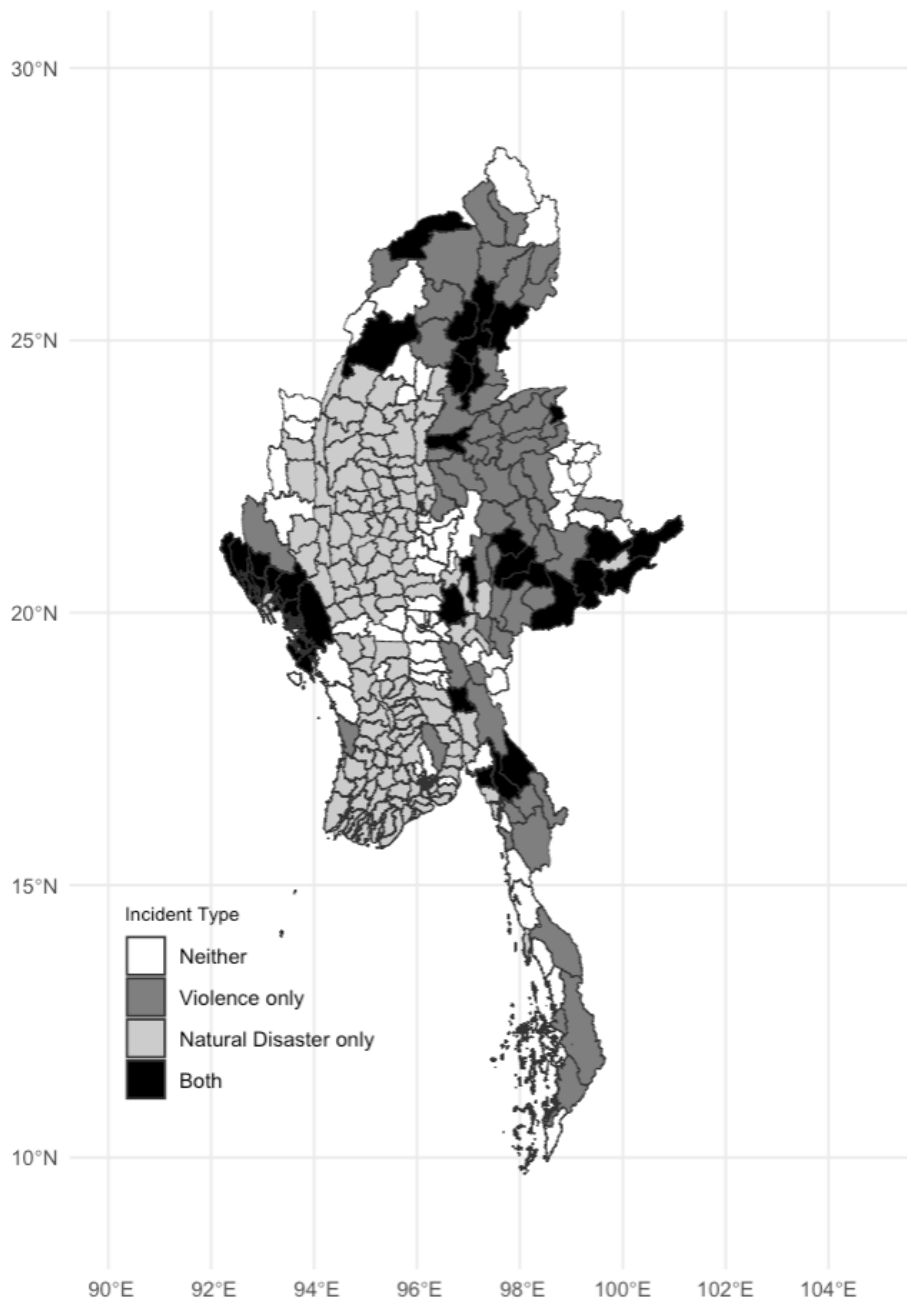 30°N
25°N
20°N
15°N
10°N
Incident Type
Neither
Violence only
Natural Disaster only
Both
90°E 92°E 94°E 96°E 98°E 100°E 102°E 104°E